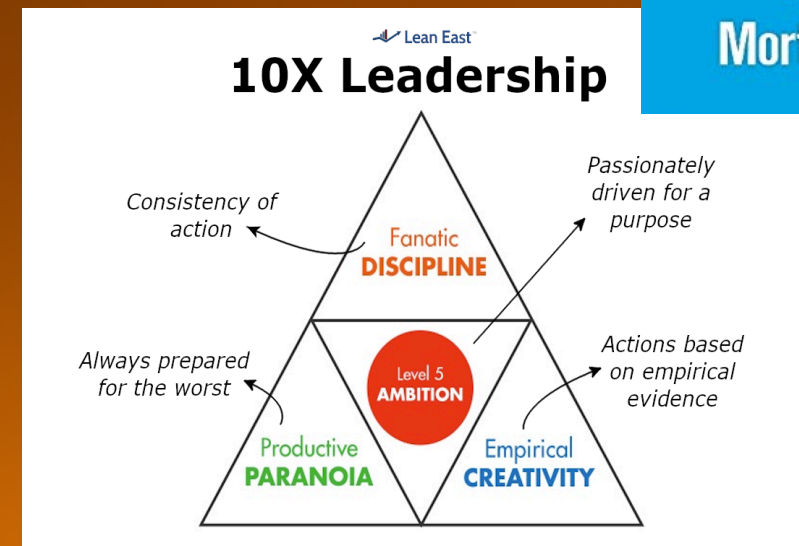 Lean East
10X Leadership
Passionately
driven for a
purpose
Consistency of
action
Fanatic
DISCIPLINE
Actions based
on empirical
evidence
Always prepared
for the worst
Level 5
AMBITION
Productive
PARANOIA
Empirical
CREATIVITY